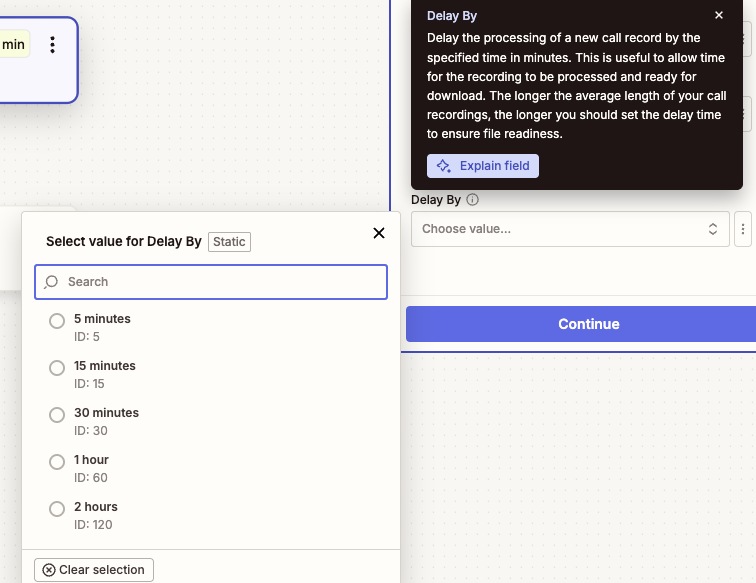 min
Delay By
Delay the processing of a new call record by the
specified time in minutes. This is useful to allow time
for the recording to be processed and ready for
download. The longer the average length of your call
recordings, the longer you should set the delay time
to ensure file readiness.
Explain field
Delay By
Choose value...
Continue
Select value for Delay By Static
Search
5 minutes
ID: 5
15 minutes
ID: 15
30 minutes
ID: 30
1 hour
ID: 60
2 hours
ID: 120
Clear selection